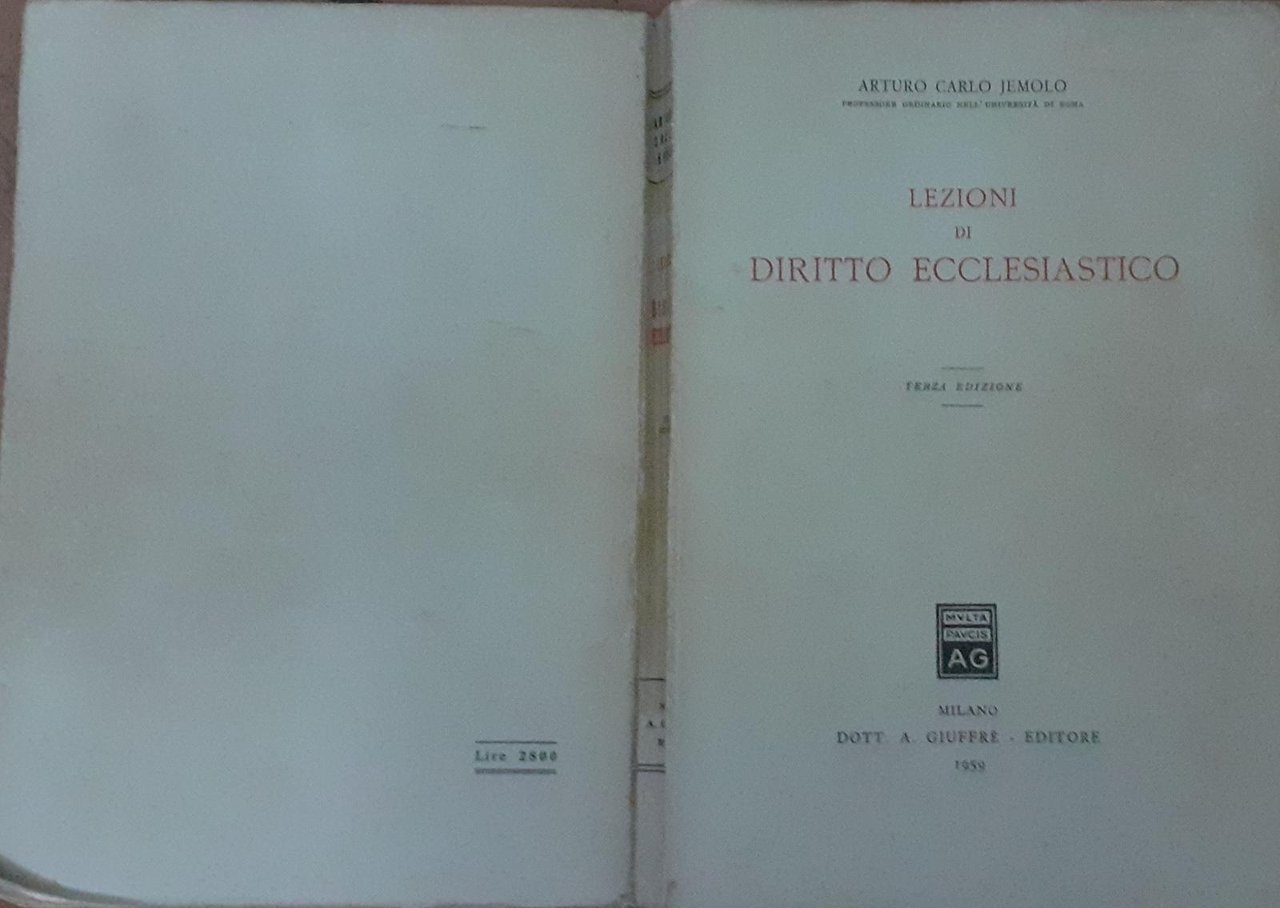 Lire 2800
ARTURO CARLO JEMOLO
PROFESSORE ORDINARIO NELL'UNIVERSITÀ DI ROMA
LEZIONI
DI
DIRITTO ECCLESIASTICO
TERZA EDIZIONE
MVLTA
PAVCIS
AG
MILANO
DOTT. A. GIUFFRÈ - EDITORE
1959